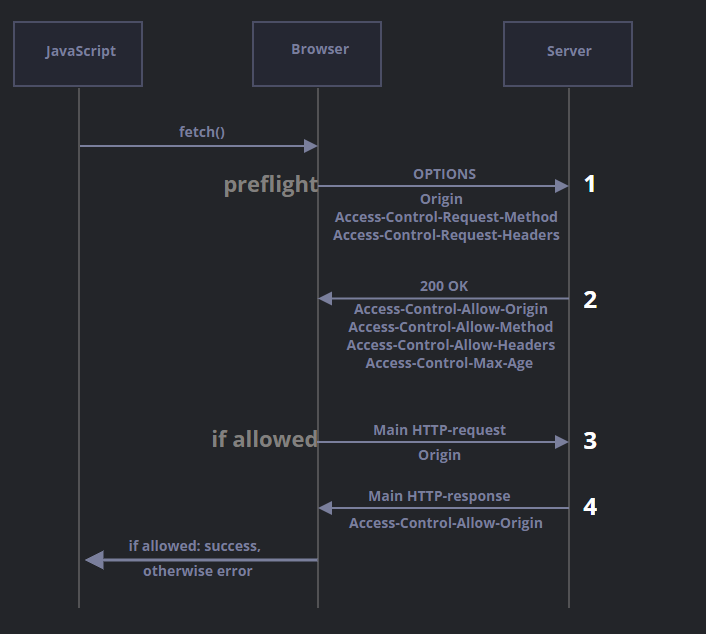 JavaScript
Browser
Server
fetch()
preflight
OPTIONS
1
Origin
Access-Control-Request-Method
Access-Control-Request-Headers
200 OK
2
Access-Control-Allow-Origin
Access-Control-Allow-Method
Access-Control-Allow-Headers
Access-Control-Max-Age
if allowed
Main HTTP-request
3
Origin
Main HTTP-response
4
Access-Control-Allow-Origin
if allowed: success,
otherwise error